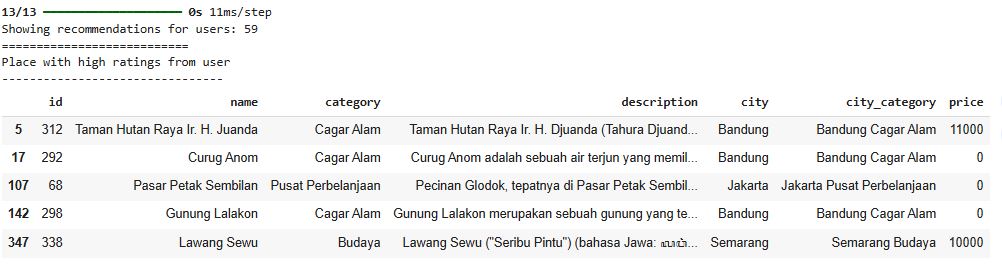 13/13 ━━━━━━━━━━━━━━━━━━━━ 0s 11ms/step
Showing recommendations for users: 59
===========================
Place with high ratings from user
--------------------------------
id name category description city city_category price
5 312 Taman Hutan Raya Ir. H. Juanda Cagar Alam Taman Hutan Raya Ir. H. Djuanda (Tahura Djuand... Bandung Bandung Cagar Alam 11000
17 292 Curug Anom Cagar Alam Curug Anom adalah sebuah air terjun yang memil... Bandung Bandung Cagar Alam 0
107 68 Pasar Petak Sembilan Pusat Perbelanjaan Pecinan Glodok, tepatnya di Pasar Petak Sembil... Jakarta Jakarta Pusat Perbelanjaan 0
142 298 Gunung Lalakon Cagar Alam Gunung Lalakon merupakan sebuah gunung yang te... Bandung Bandung Cagar Alam 0
347 338 Lawang Sewu Budaya Lawang Sewu ("Seribu Pintu") (bahasa Jawa: ... Semarang Semarang Budaya 10000